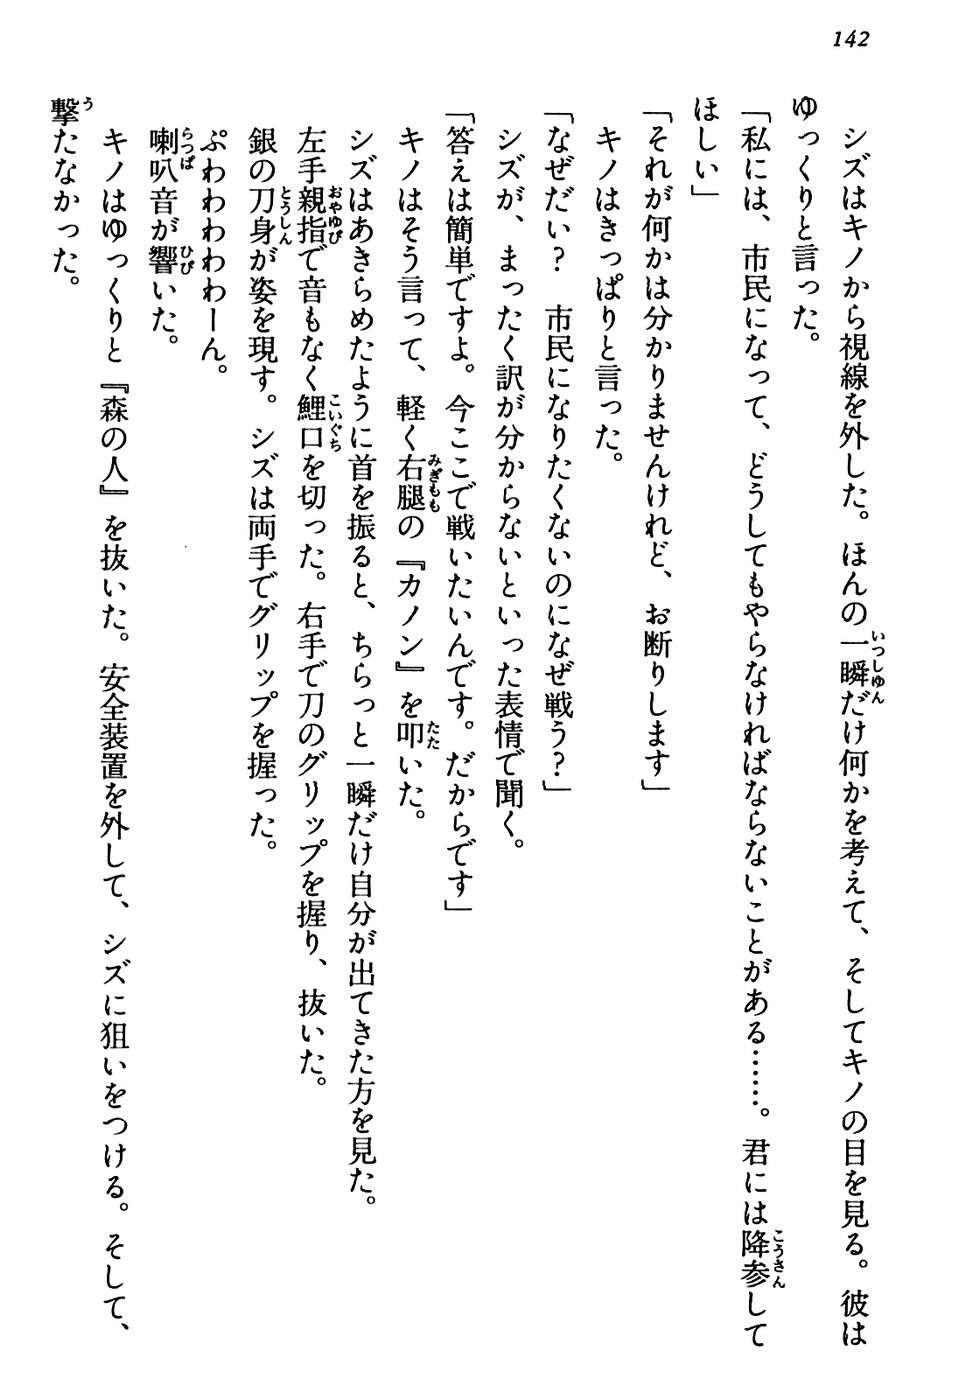 142
シズはキノから視線を外した。ほんの一瞬だけ何かを考えて、そしてキノの目を見る。彼は
ゆっくりと言った。
「私には、市民になって、どうしてもやらなければならないことがある……。君には降参して
ほしい」
「それが何かは分かりませんけれど、お断りします」
キノはきっぱりと言った。
「なぜだい？　市民になりたくないのになぜ戦う？」
シズが、まったく訳が分からないといった表情で聞く。
「答えは簡単ですよ。今ここで戦いたいんです。だからです」
キノはそう言って、軽く右腿の『カノン』を叩いた。
シズはあきらめたように首を振ると、ちらっと一瞬だけ自分が出てきた方を見た。
左手親指で音もなく鯉口を切った。右手で刀のグリップを握り、抜いた。
銀の刀身が姿を現す。シズは両手でグリップを握った。
ぷわわわわわーん。
喇叭音が響いた。
キノはゆっくりと『森の人』を抜いた。安全装置を外して、シズに狙いをつける。そして、
撃たなかった。